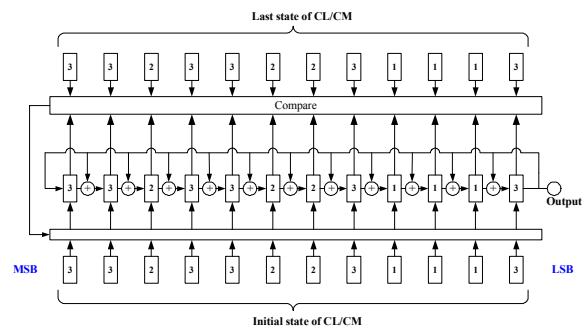 Last state of CL/CM
3 3 2 3 3 2 2 3 1 1 1 3
Compare
3 + 3 + 2 + 3 + 3 + 2 + 2 + 3 + 1 + 1 + 1 + 3
Output
MSB 3 3 2 3 3 2 2 3 1 1 1 3 LSB
Initial state of CL/CM